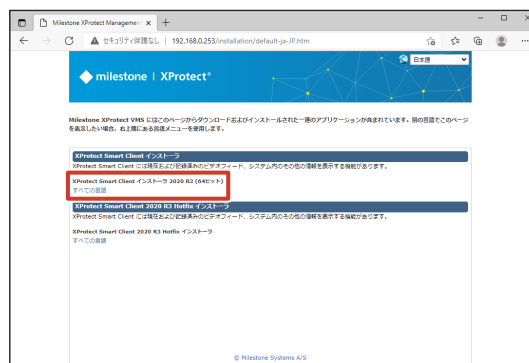 Milestone XProtect Management
セキュリティ保護なし | 192.168.0.253/installation/default-ja-JP.htm
日本語
milestone | XProtect®
Milestone XProtect VMS にはこのページからダウンロードおよびインストールされた一連のアプリケーションが含まれています。別の言語でこのページ
を表示したい場合、右上隅にある言語メニューを使用します。
XProtect Smart Client インストーラ
XProtect Smart Client には現在および記録済みのビデオフィード、システム内のその他の情報を表示する機能があります。
XProtect Smart Client インストーラ 2020 R3 (64ビット)
すべての言語
XProtect Smart Client 2020 R3 Hotfix インストーラ
XProtect Smart Client には現在および記録済みのビデオフィード、システム内のその他の情報を表示する機能があります。
XProtect Smart Client 2020 R3 Hotfix インストーラ
すべての言語
© Milestone Systems A/S